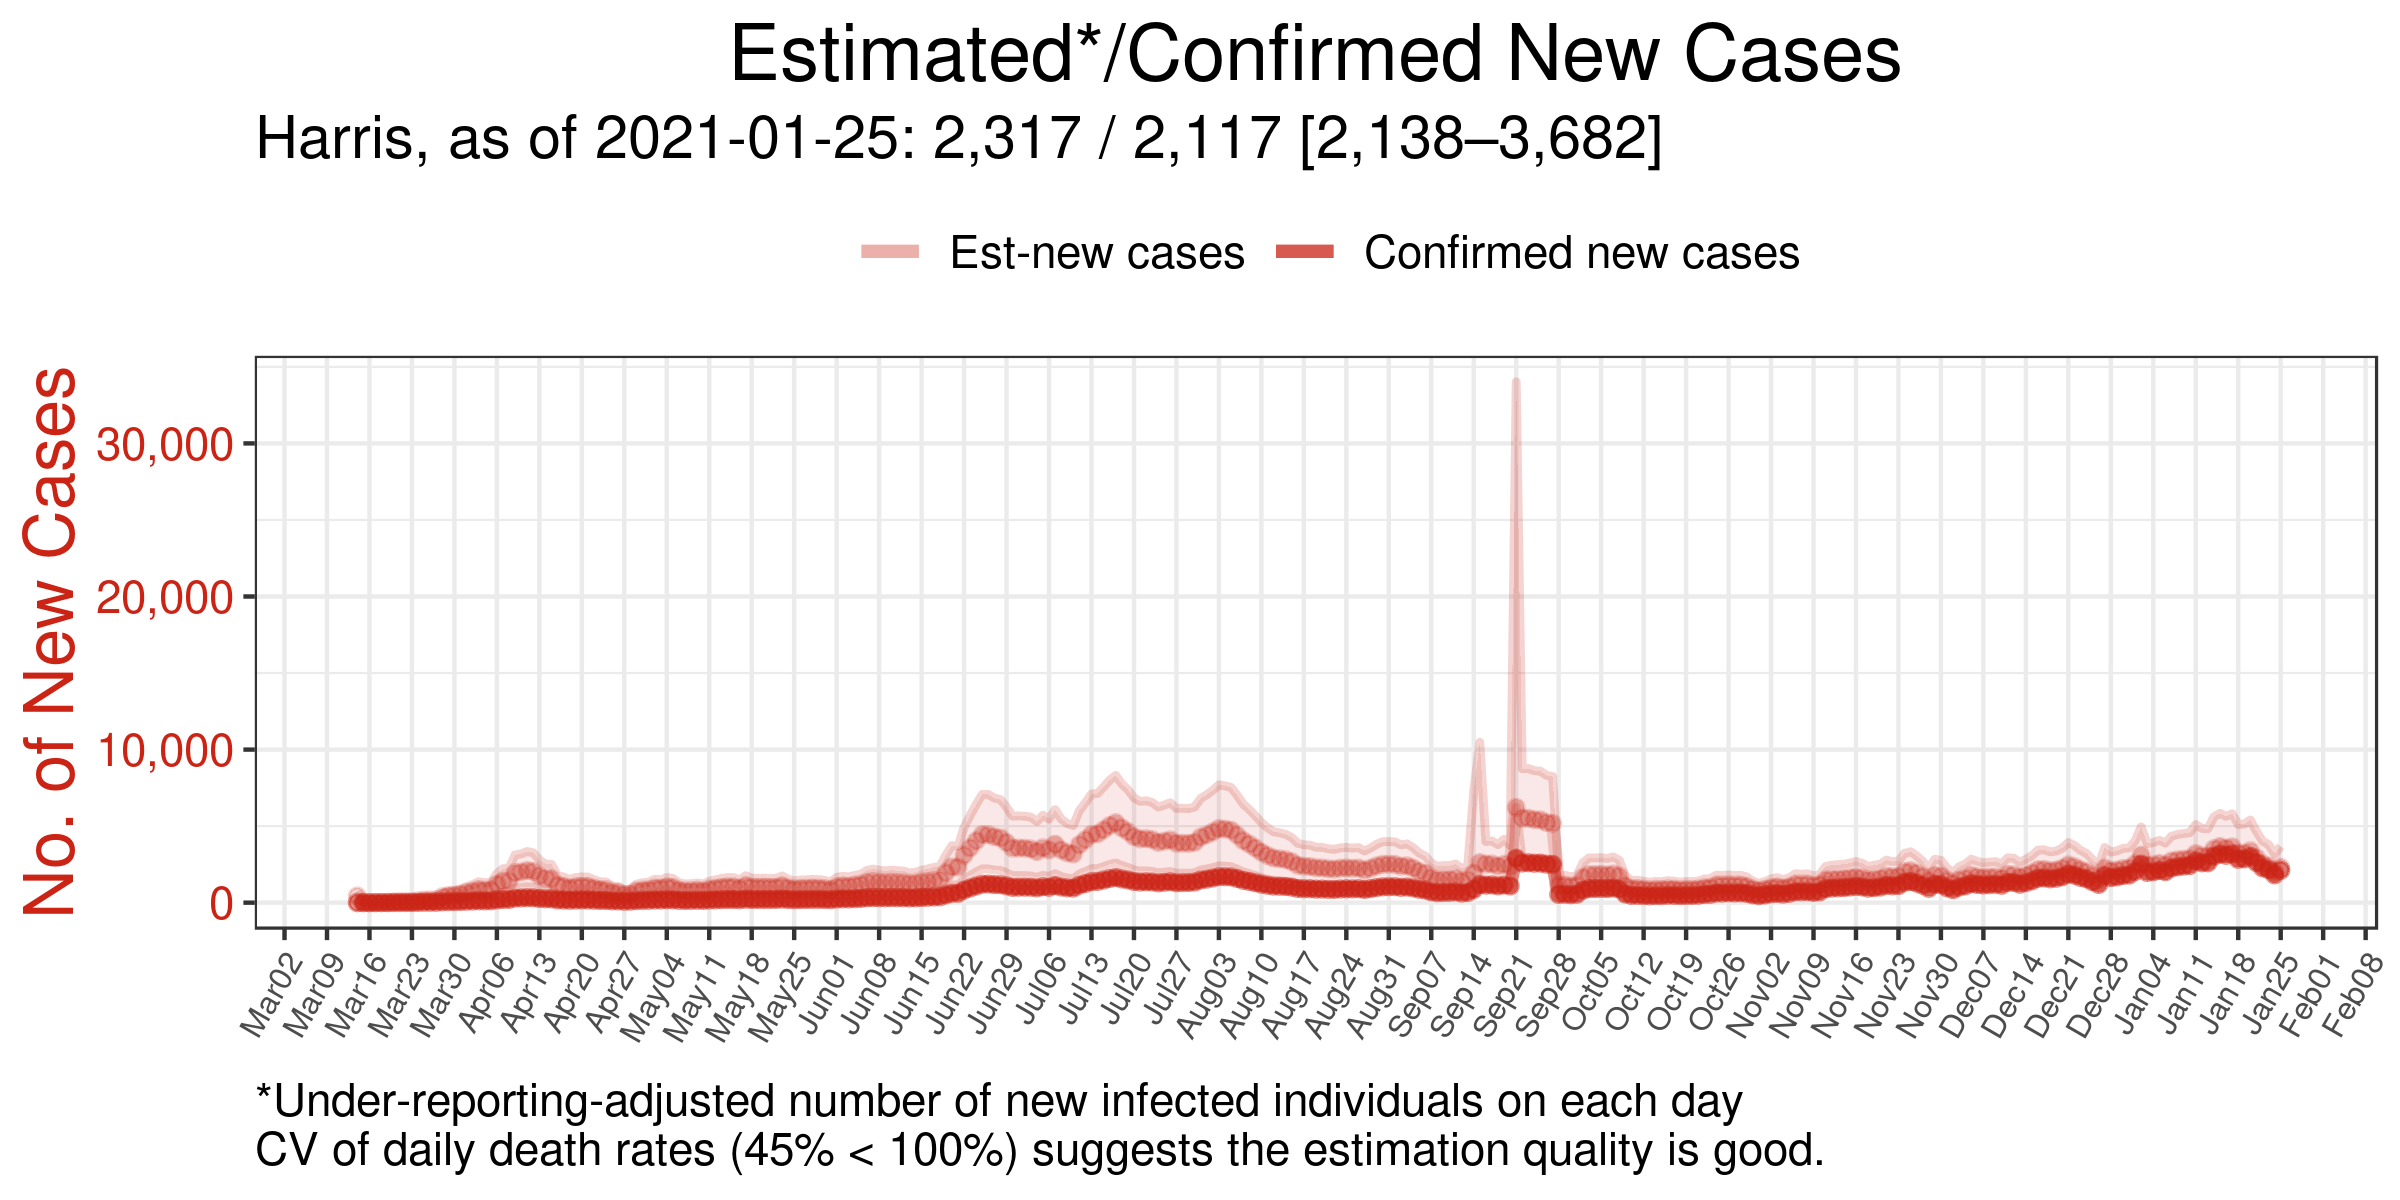 Estimated*/Confirmed New Cases
Harris, as of 2021-01-25: 2,317 / 2,117 [2,138–3,682]
Est-new cases Confirmed new cases
No. of New Cases
30,000
20,000
10,000
0
Mar02 Mar09 Mar16 Mar23 Mar30 Apr06 Apr13 Apr20 Apr27 May04 May11 May18 May25 Jun01 Jun08 Jun15 Jun22 Jun29 Jul06 Jul13 Jul20 Jul27 Aug03 Aug10 Aug17 Aug24 Aug31 Sep07 Sep14 Sep21 Sep28 Oct05 Oct12 Oct19 Oct26 Nov02 Nov09 Nov16 Nov23 Nov30 Dec07 Dec14 Dec21 Dec28 Jan04 Jan11 Jan18 Jan25 Feb01 Feb08
*Under-reporting-adjusted number of new infected individuals on each day
CV of daily death rates (45% < 100%) suggests the estimation quality is good.